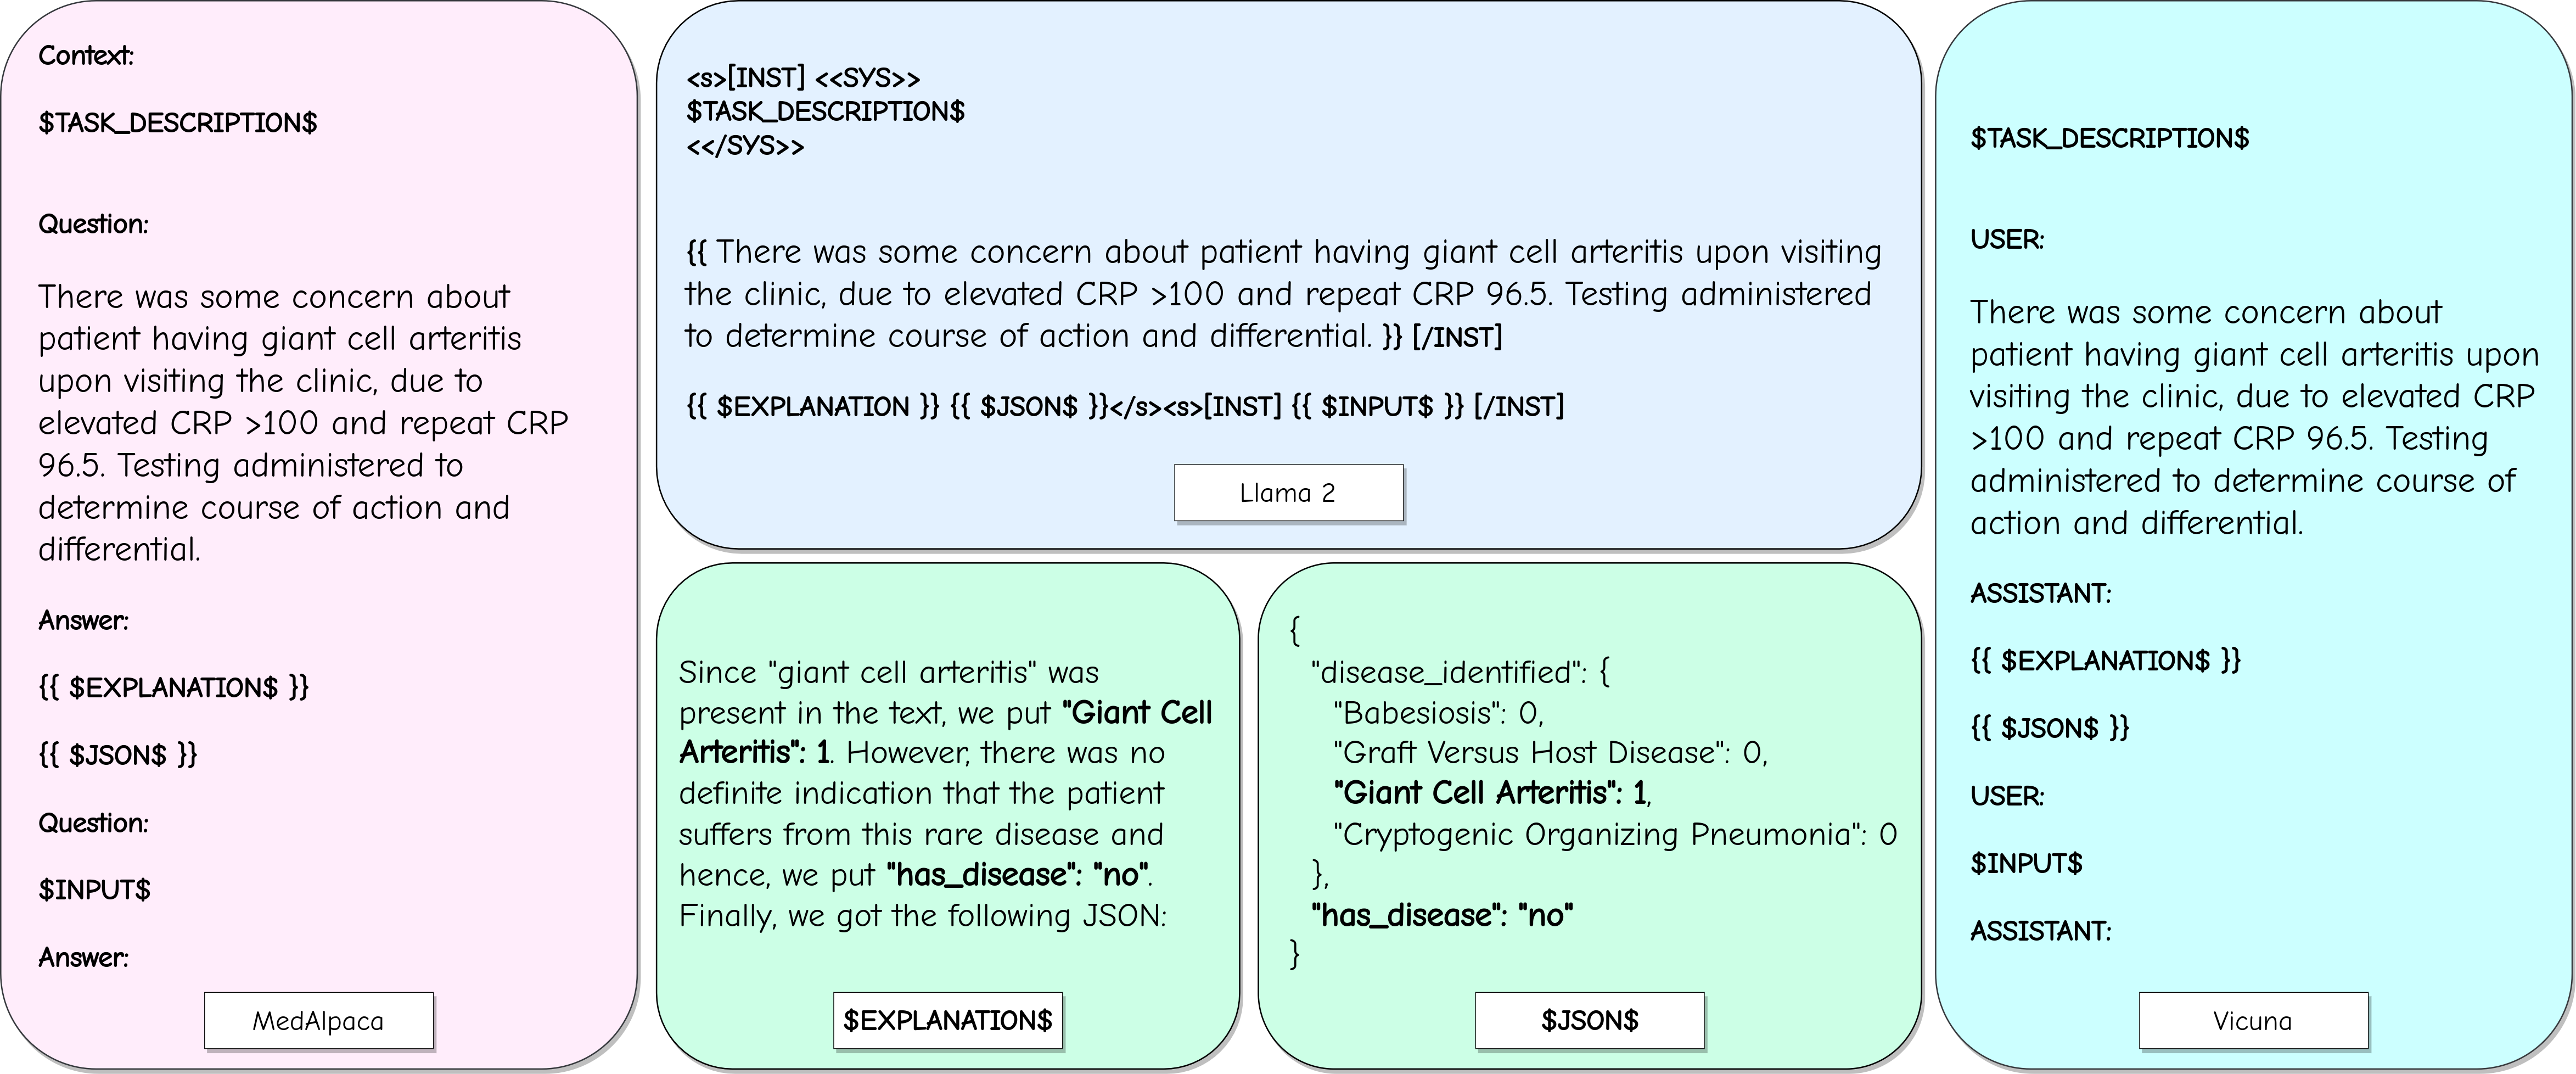 Context:
$TASK_DESCRIPTION$
Question:
There was some concern about
patient having giant cell arteritis
upon visiting the clinic, due to
elevated CRP >100 and repeat CRP
96.5. Testing administered to
determine course of action and
differential.
Answer:
{{ $EXPLANATION$ }}
{{ $JSON$ }}
Question:
$INPUT$
Answer:
MedAlpaca
<s>[INST] <<SYS>>
$TASK_DESCRIPTION$
<</SYS>>
{{ There was some concern about patient having giant cell arteritis upon visiting
the clinic, due to elevated CRP >100 and repeat CRP 96.5. Testing administered
to determine course of action and differential. }} [/INST]
{{ $EXPLANATION }} {{ $JSON$ }}</s><s>[INST] {{ $INPUT$ }} [/INST]
Llama 2
Since "giant cell arteritis" was
present in the text, we put "Giant Cell
Arteritis": 1. However, there was no
definite indication that the patient
suffers from this rare disease and
hence, we put "has_disease": "no".
Finally, we got the following JSON:
$EXPLANATION$
{
"disease_identified": {
"Babesiosis": 0,
"Graft Versus Host Disease": 0,
"Giant Cell Arteritis": 1,
"Cryptogenic Organizing Pneumonia": 0
},
"has_disease": "no"
}
$JSON$
$TASK_DESCRIPTION$
USER:
There was some concern about
patient having giant cell arteritis upon
visiting the clinic, due to elevated CRP
>100 and repeat CRP 96.5. Testing
administered to determine course of
action and differential.
ASSISTANT:
{{ $EXPLANATION$ }}
{{ $JSON$ }}
USER:
$INPUT$
ASSISTANT:
Vicuna